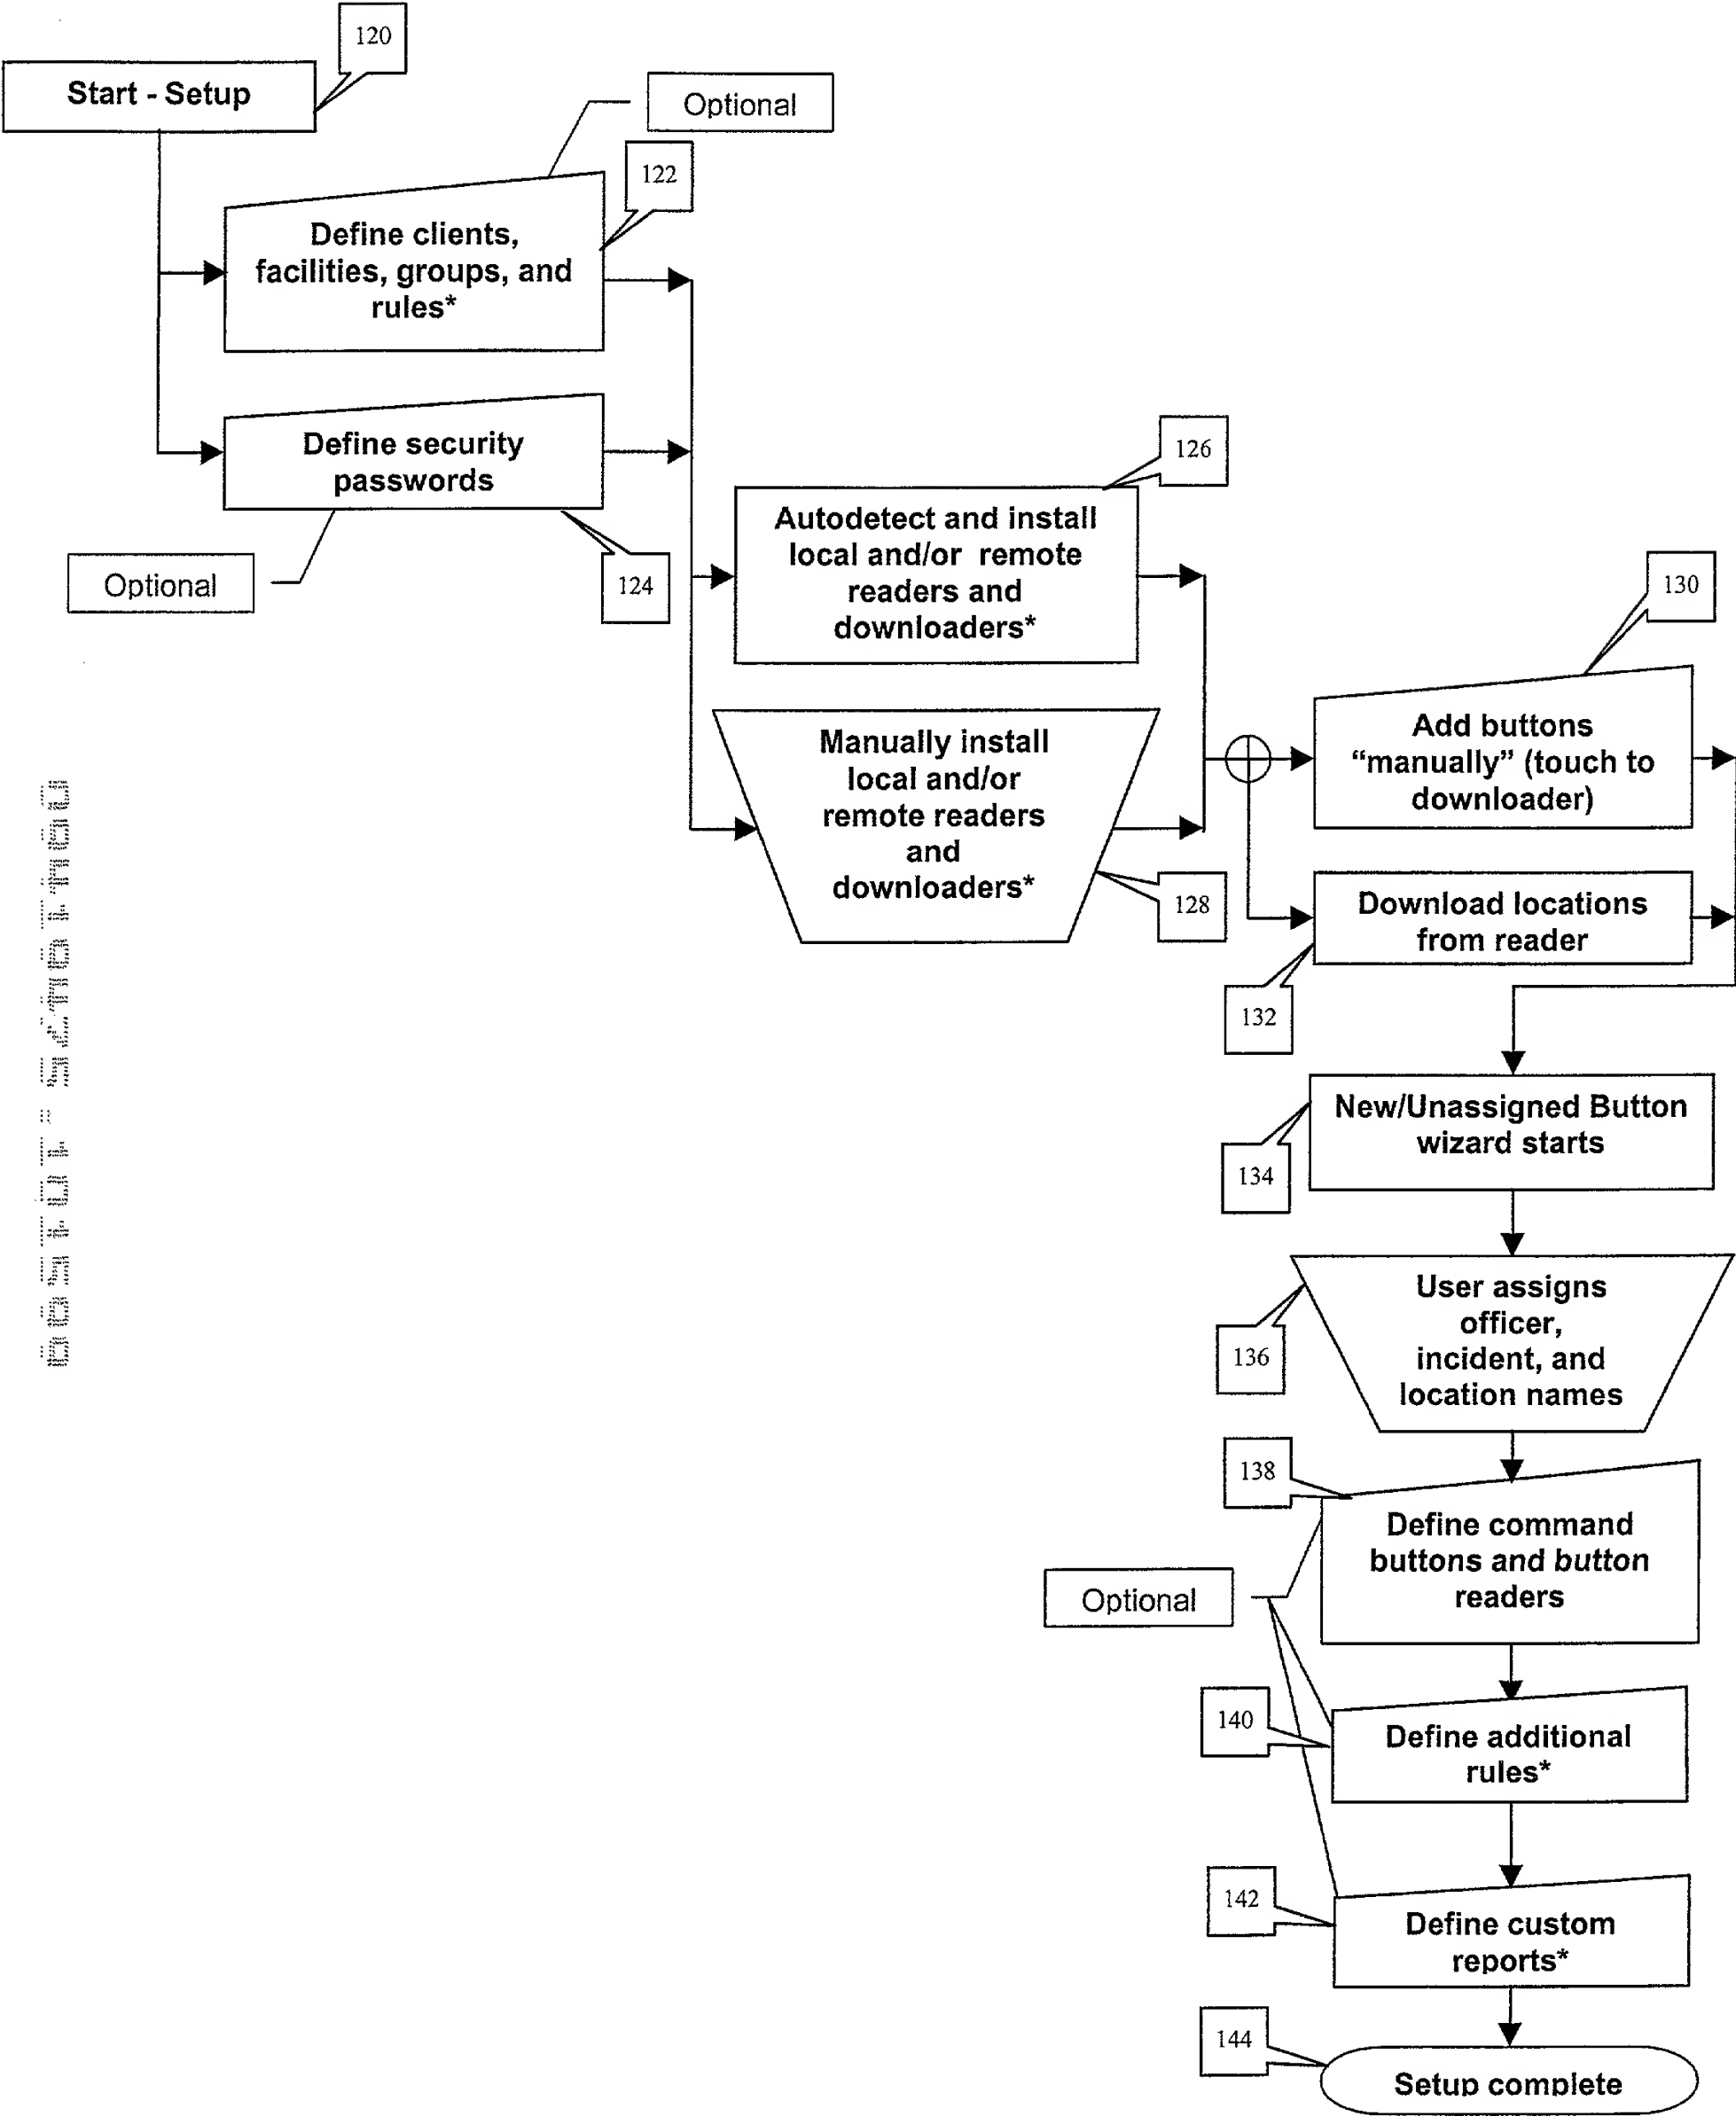 120
Start - Setup
Optional
122
Define clients,
facilities, groups, and
rules*
Define security
passwords
Optional
124
126
Autodetect and install
local and/or remote
readers and
downloaders*
Manually install
local and/or
remote readers
and
downloaders*
128
130
Add buttons
“manually” (touch to
downloader)
Download locations
from reader
132
New/Unassigned Button
wizard starts
134
User assigns
officer,
incident, and
location names
136
138
Define command
buttons and button
readers
Optional
140
Define additional
rules*
142
Define custom
reports*
144
Setup complete